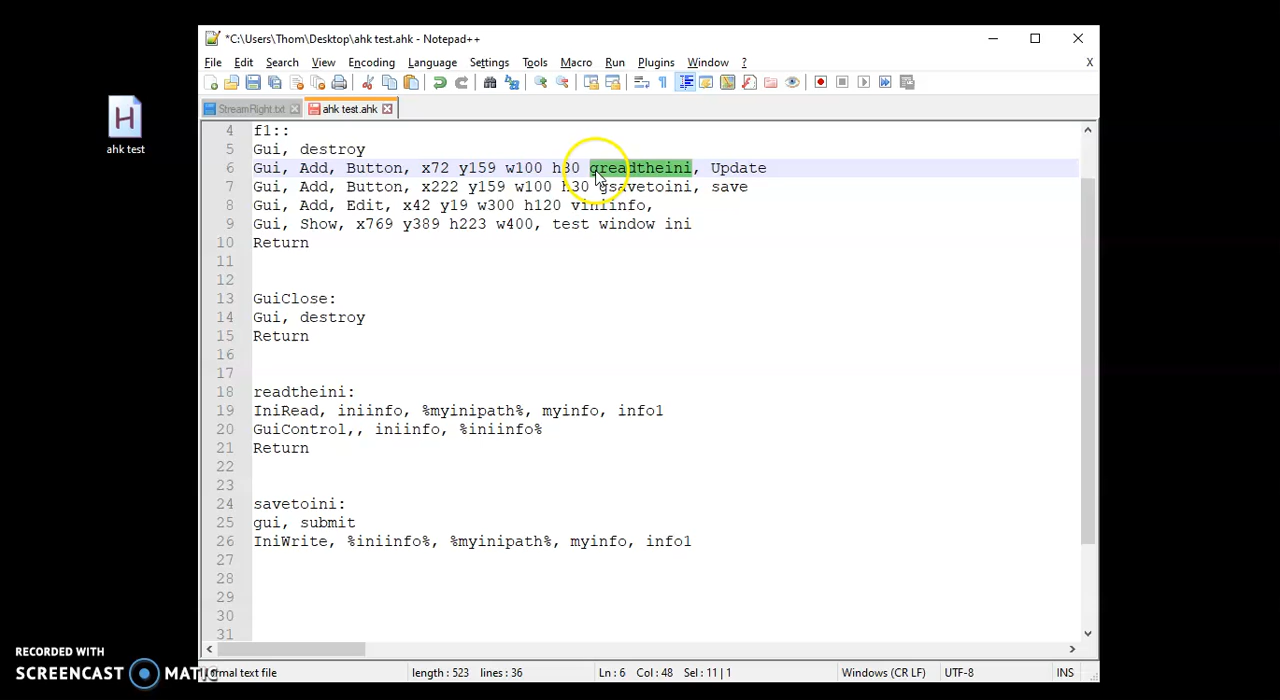 *C:\Users\Thom\Desktop\ahk test.ahk - Notepad++
File Edit Search View Encoding Language Settings Tools Macro Run Plugins Window ? X
StreamRight.txt ahk test.ahk
H
ahk test
4 f1::
5 Gui, destroy
6 Gui, Add, Button, x72 y159 w100 h30 greadtheini, Update
7 Gui, Add, Button, x222 y159 w100 h30 gsavetoini, save
8 Gui, Add, Edit, x42 y19 w300 h120 viniinfo,
9 Gui, Show, x769 y389 h223 w400, test window ini
10 Return
11
12
13 GuiClose:
14 Gui, destroy
15 Return
16
17
18 readtheini:
19 IniRead, iniinfo, %myinipath%, myinfo, info1
20 GuiControl,, iniinfo, %iniinfo%
21 Return
22
23
24 savetoini:
25 gui, submit
26 IniWrite, %iniinfo%, %myinipath%, myinfo, info1
27
28
29
30
31
RECORDED WITH
SCREENCAST MATIC
rmal text file length : 523 lines : 36 Ln : 6 Col : 48 Sel : 11 | 1 Windows (CR LF) UTF-8 INS